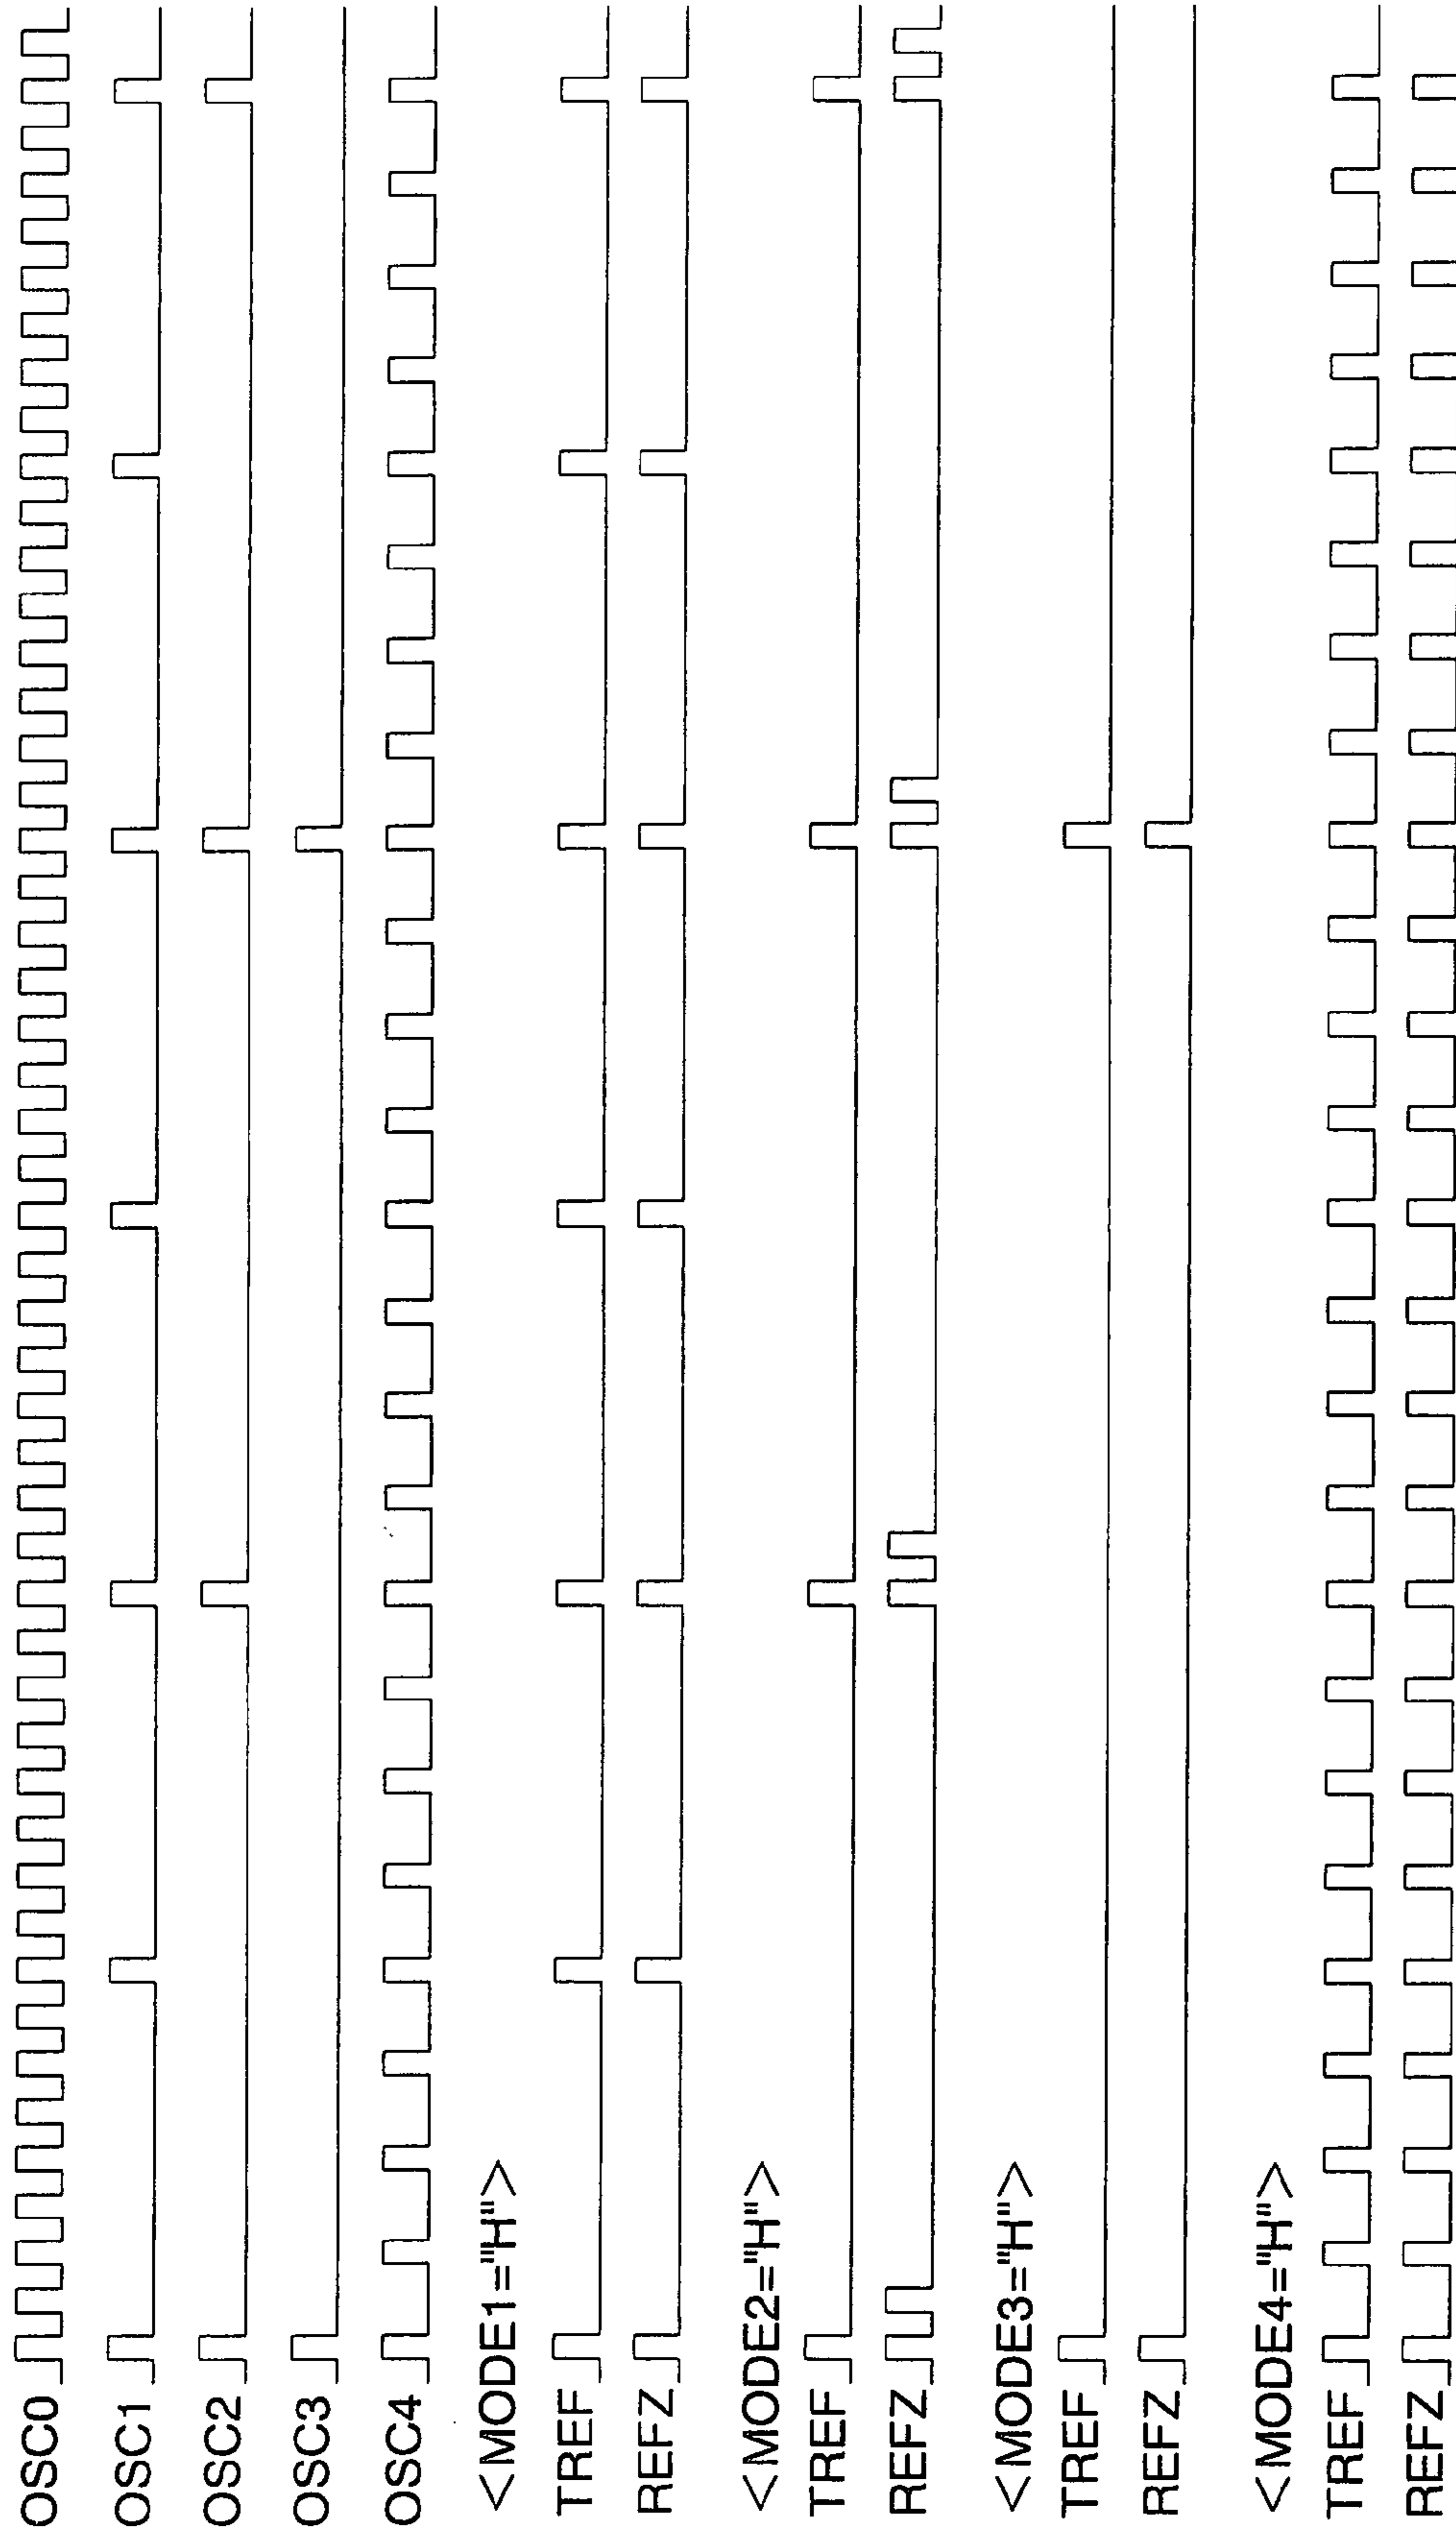 OSC0
OSC1
OSC2
OSC3
OSC4
<MODE1="H">
TREF
REFZ
<MODE2="H">
TREF
REFZ
<MODE3="H">
TREF
REFZ
<MODE4="H">
TREF
REFZ